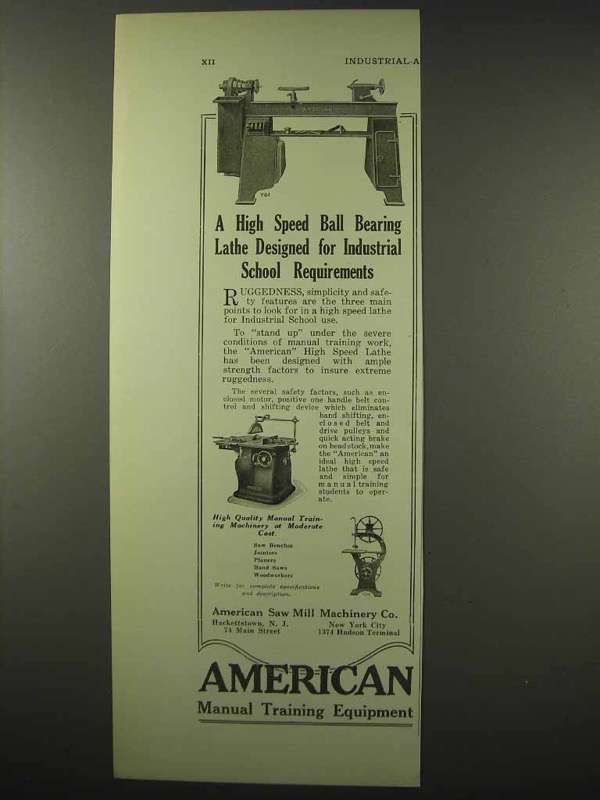 XII INDUSTRIAL-A
AMERICAN
A High Speed Ball Bearing
Lathe Designed for Industrial
School Requirements
RUGGEDNESS, simplicity and safe-
ty features are the three main
points to look for in a high speed lathe
for Industrial School use.
To "stand up" under the severe
conditions of manual training work,
the "American" High Speed Lathe
has been designed with ample
strength factors to insure extreme
ruggedness.
The several safety factors, such as en-
closed motor, positive one handle belt con-
trol and shifting device which eliminates
hand shifting, en-
closed belt and
drive pulleys and
quick acting brake
on headstock, make
the "American" an
ideal high speed
lathe that is safe
and simple for
manual training
students to oper-
ate.
High Quality Manual Train-
ing Machinery at Moderate
Cost.
Saw Benches
Jointers
Planers
Band Saws
Woodworkers
Write for complete specifications
and description.
American Saw Mill Machinery Co.
Hackettstown, N. J. New York City
74 Main Street 1374 Hudson Terminal
AMERICAN
Manual Training Equipment